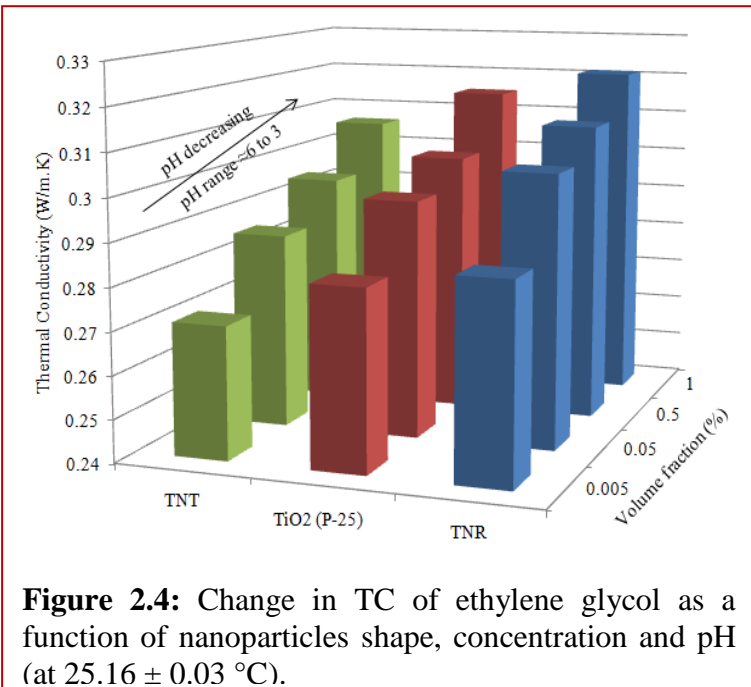 0.33
0.32
0.31
0.3
0.29
0.28
0.27
0.26
0.25
0.24
Thermal Conductivity (W/m.K)
pH decreasing
pH range ~6 to 3
TNT
TiO2 (P-25)
TNR
0.005
0.05
0.5
1
Volume fraction (%)
Figure 2.4: Change in TC of ethylene glycol as a
function of nanoparticles shape, concentration and pH
(at 25.16 ± 0.03 °C).